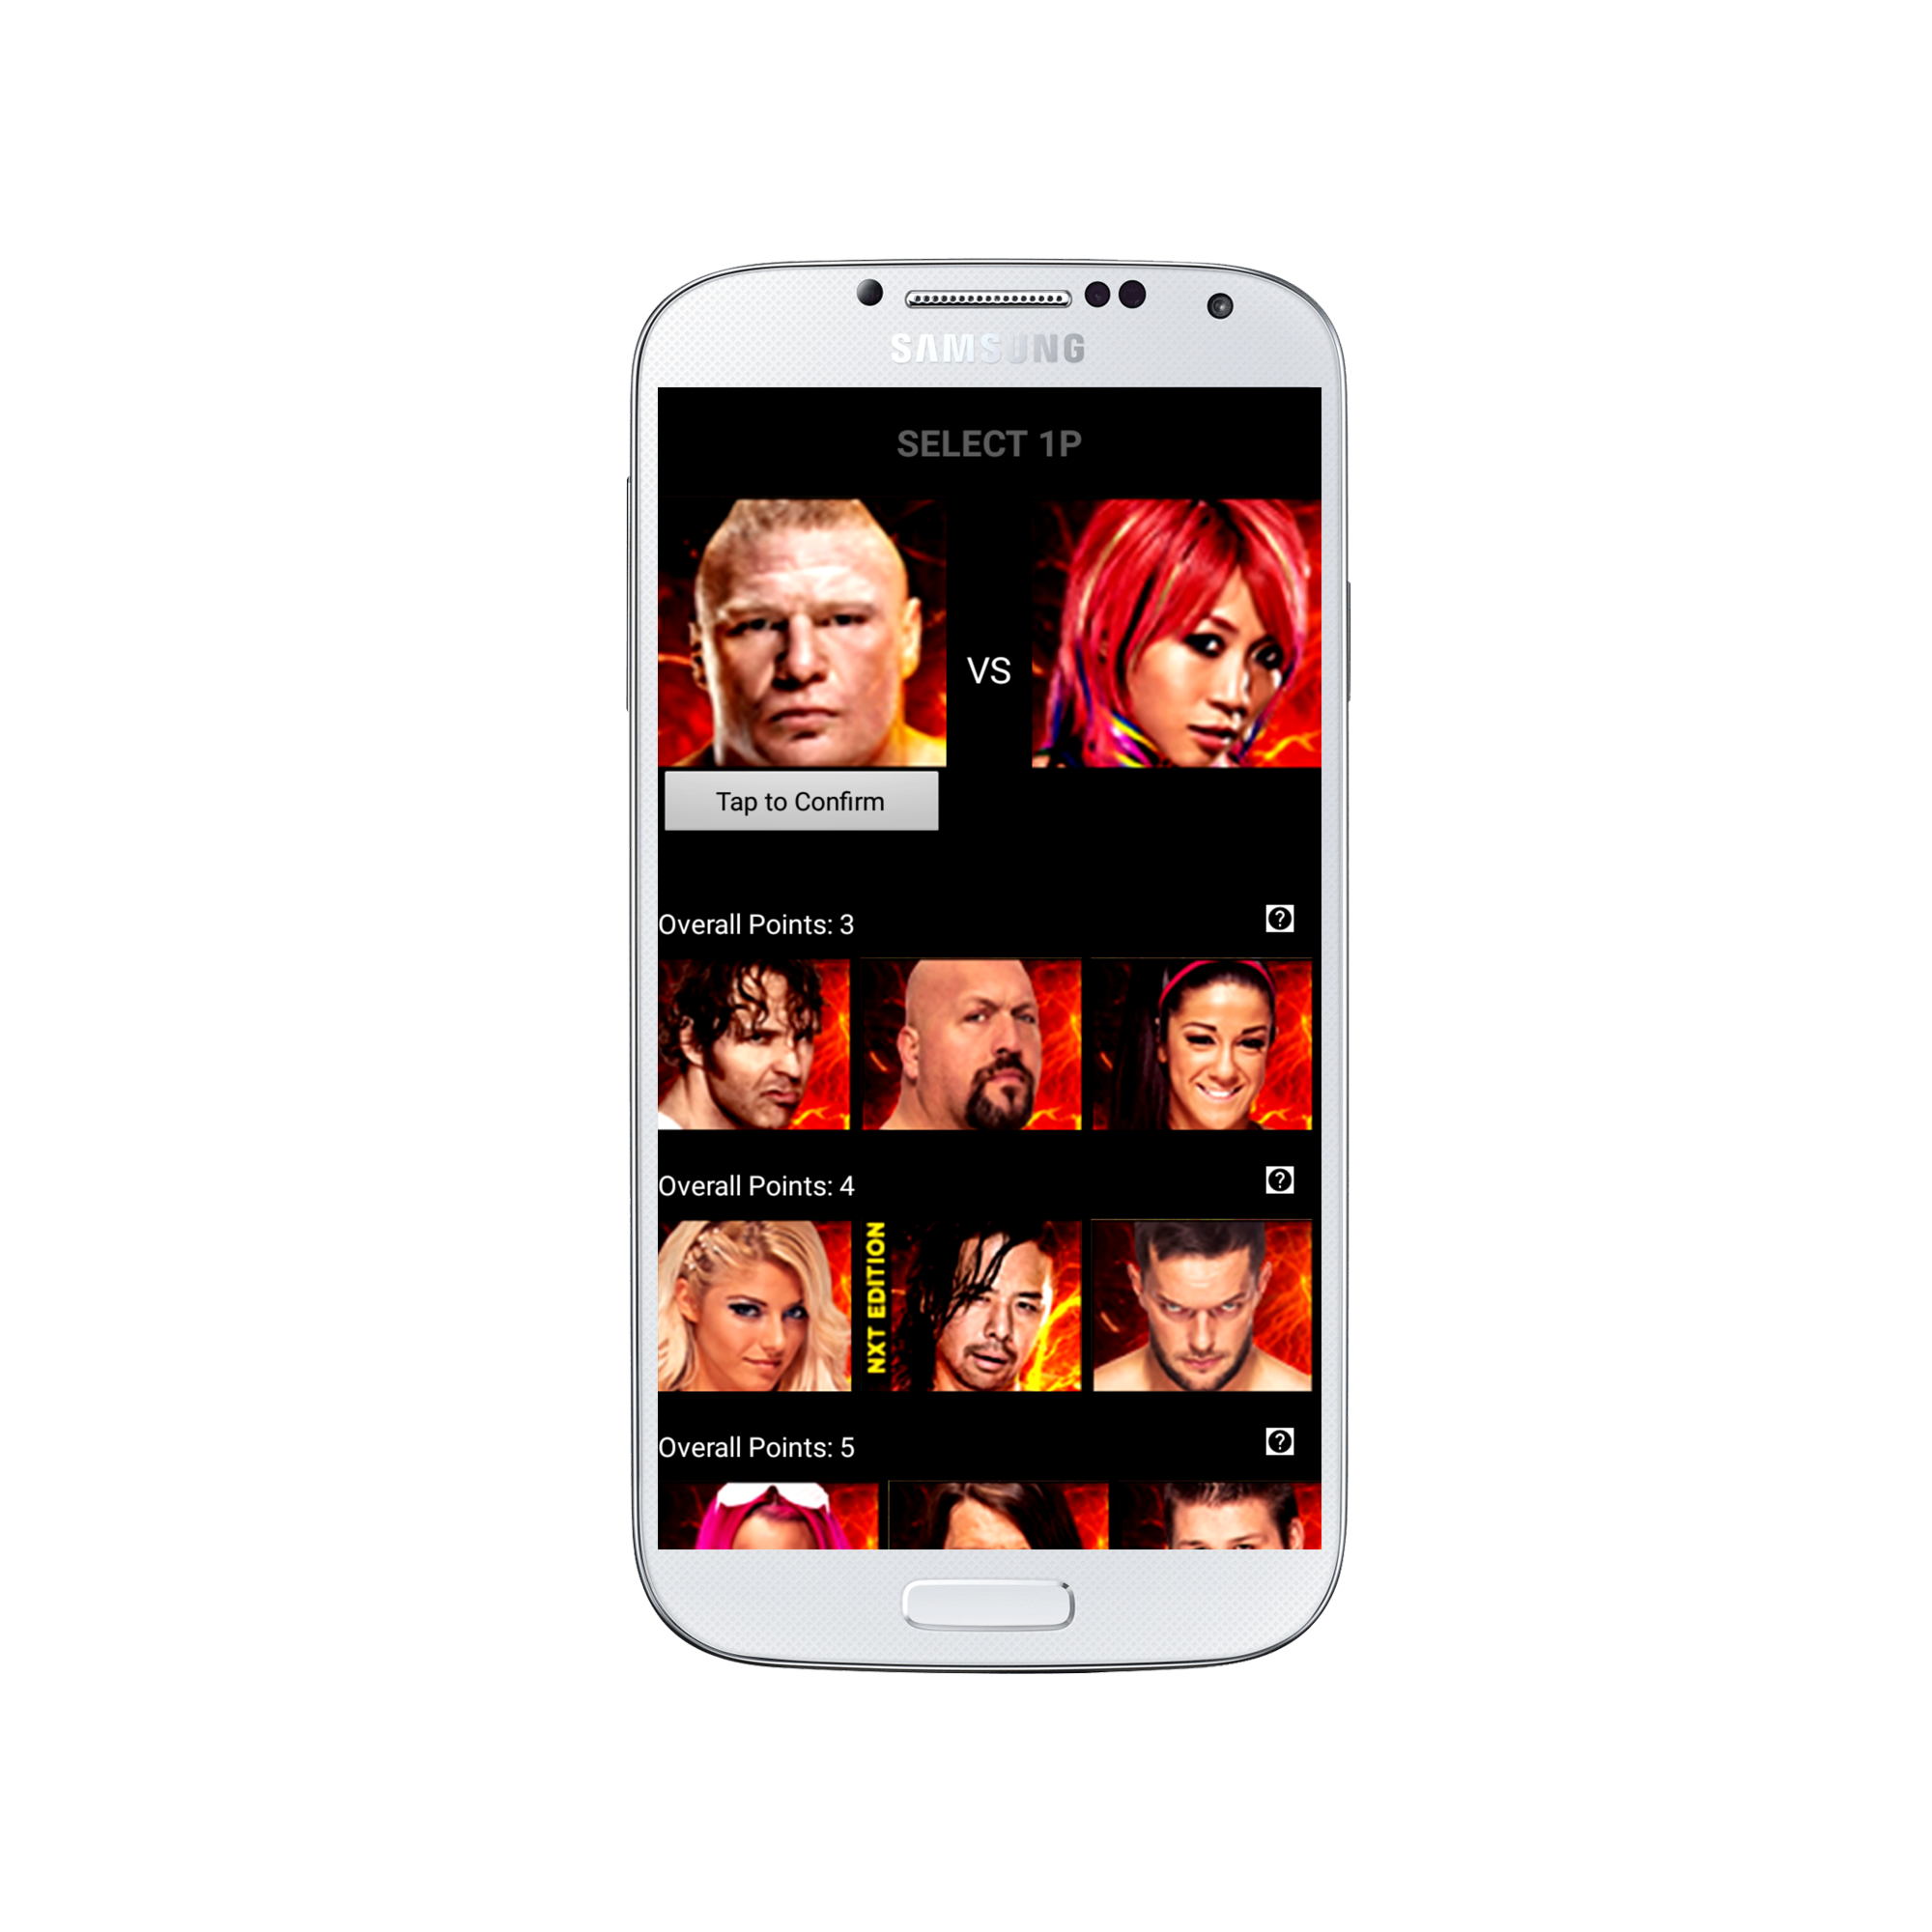 SAMSUNG
SELECT 1P
VS
Tap to Confirm
Overall Points: 3
Overall Points: 4
NXT EDITION
Overall Points: 5